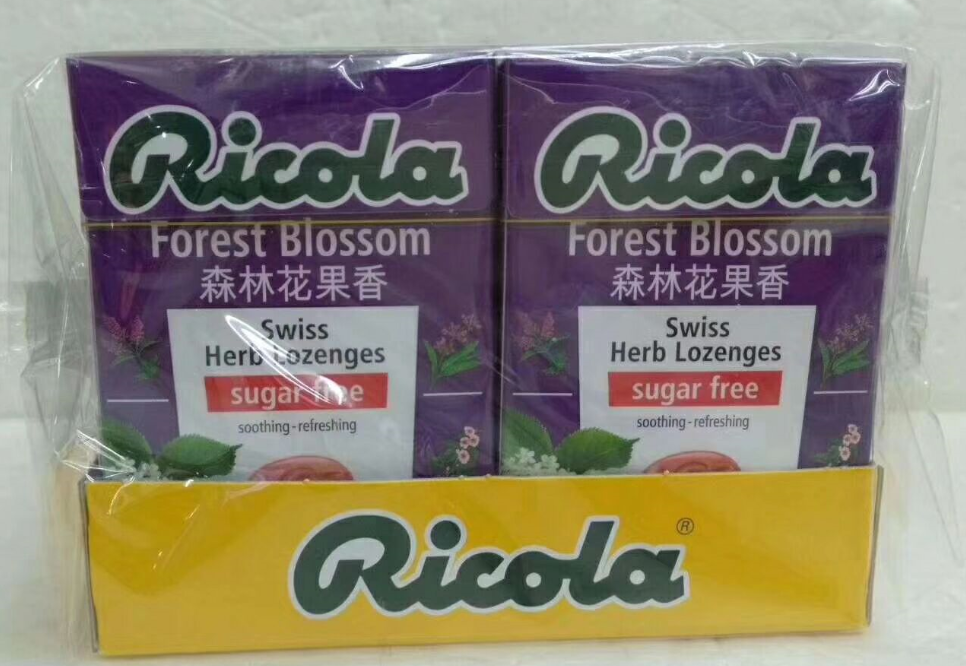 Ricola
Forest Blossom
森林花果香
Swiss
Herb Lozenges
sugar free
soothing-refreshing
Ricola
Forest Blossom
森林花果香
Swiss
Herb Lozenges
sugar free
soothing-refreshing
Ricola®